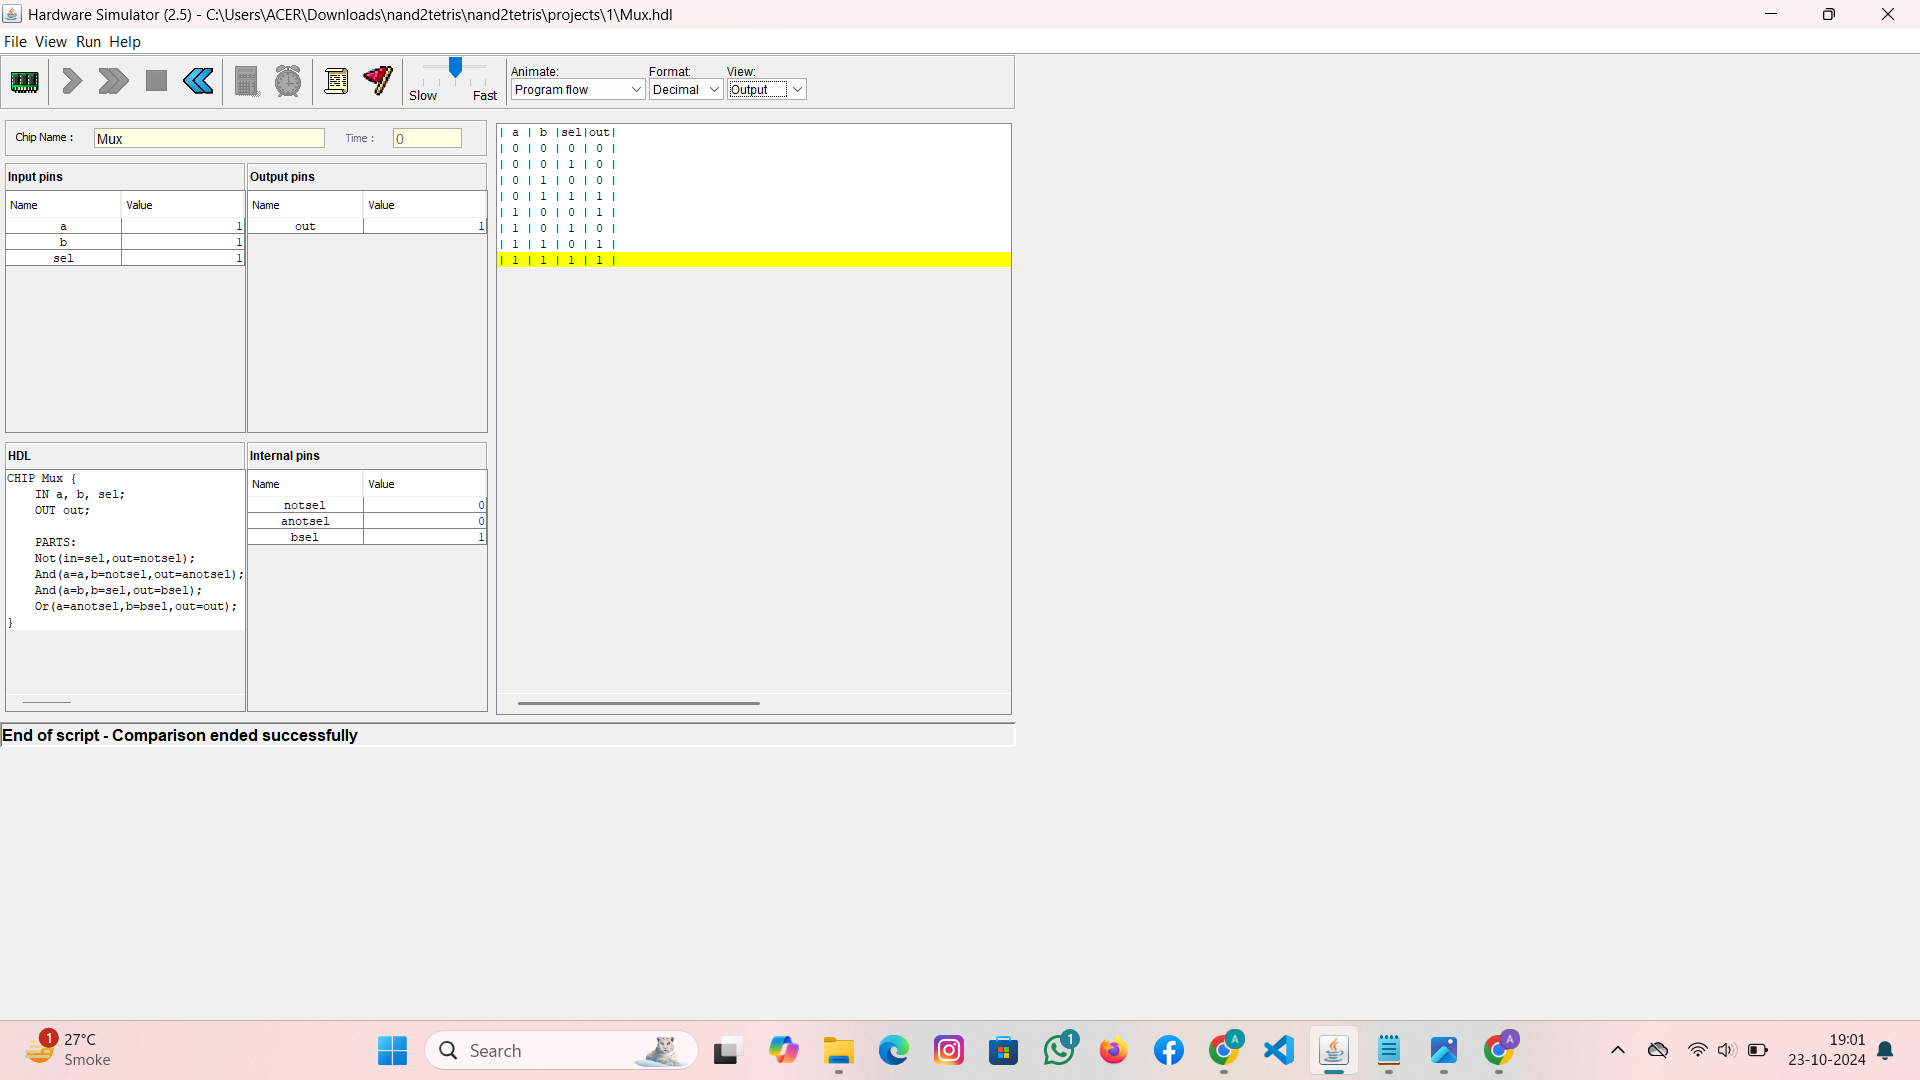 Hardware Simulator (2.5) - C:\Users\ACER\Downloads\nand2tetris\nand2tetris\projects\1\Mux.hdl
File View Run Help
Slow Fast
Animate: Format: View:
Program flow Decimal Output
Chip Name : Mux Time : 0
Input pins
Name Value
a 1
b 1
sel 1
Output pins
Name Value
out 1
| a | b |sel|out|
| 0 | 0 | 0 | 0 |
| 0 | 0 | 1 | 0 |
| 0 | 1 | 0 | 0 |
| 0 | 1 | 1 | 1 |
| 1 | 0 | 0 | 1 |
| 1 | 0 | 1 | 0 |
| 1 | 1 | 0 | 1 |
| 1 | 1 | 1 | 1 |
HDL
CHIP Mux {
IN a, b, sel;
OUT out;
PARTS:
Not(in=sel,out=notsel);
And(a=a,b=notsel,out=anotsel);
And(a=b,b=sel,out=bsel);
Or(a=anotsel,b=bsel,out=out);
}
Internal pins
Name Value
notsel 0
anotsel 0
bsel 1
End of script - Comparison ended successfully
1
27°C
Smoke
Search
1
A
A
19:01
23-10-2024